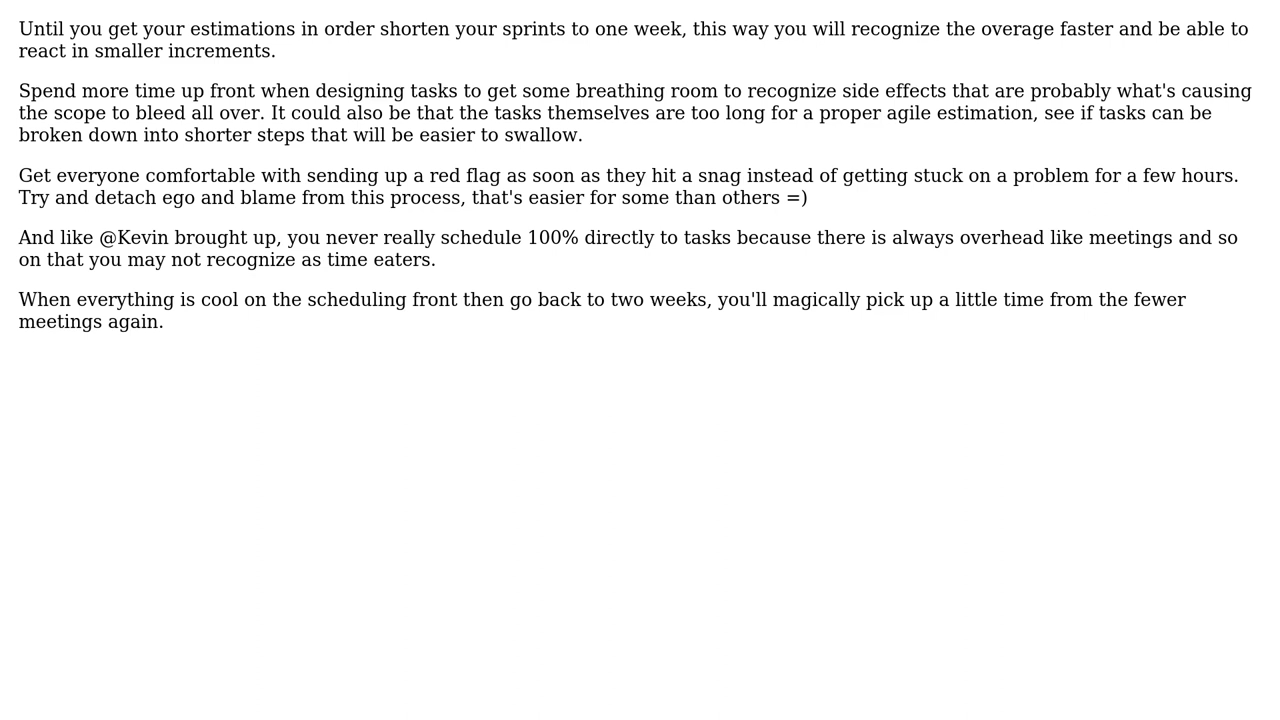 Until you get your estimations in order shorten your sprints to one week, this way you will recognize the overage faster and be able to
react in smaller increments.
Spend more time up front when designing tasks to get some breathing room to recognize side effects that are probably what's causing
the scope to bleed all over. It could also be that the tasks themselves are too long for a proper agile estimation, see if tasks can be
broken down into shorter steps that will be easier to swallow.
Get everyone comfortable with sending up a red flag as soon as they hit a snag instead of getting stuck on a problem for a few hours.
Try and detach ego and blame from this process, that's easier for some than others =)
And like @Kevin brought up, you never really schedule 100% directly to tasks because there is always overhead like meetings and so
on that you may not recognize as time eaters.
When everything is cool on the scheduling front then go back to two weeks, you'll magically pick up a little time from the fewer
meetings again.